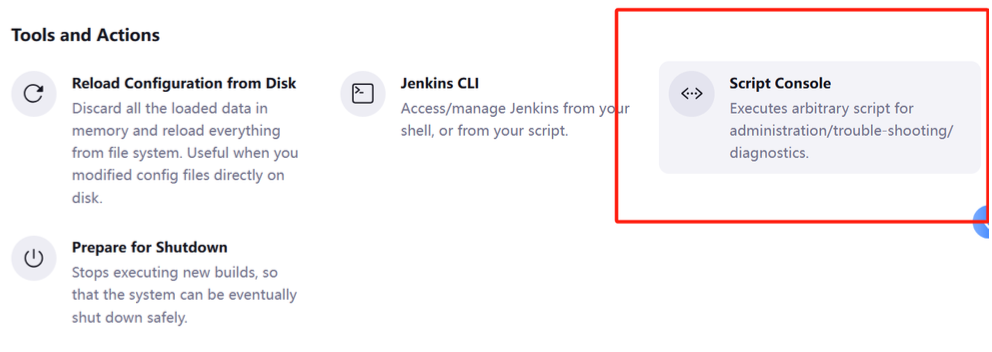 Tools and Actions
Reload Configuration from Disk
Discard all the loaded data in
memory and reload everything
from file system. Useful when you
modified config files directly on
disk.
Jenkins CLI
Access/manage Jenkins from your
shell, or from your script.
Script Console
Executes arbitrary script for
administration/trouble-shooting/
diagnostics.
Prepare for Shutdown
Stops executing new builds, so
that the system can be eventually
shut down safely.